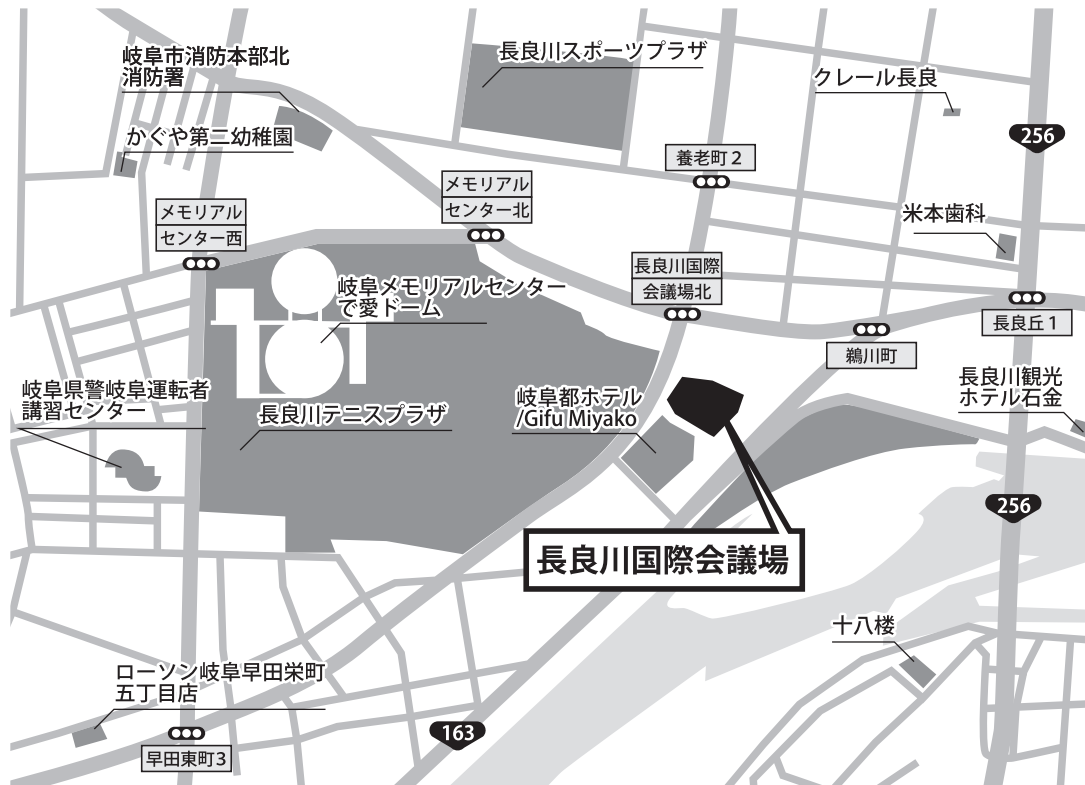 岐阜市消防本部北
消防署
長良川スポーツプラザ
クレール長良
256
かぐや第二幼稚園
養老町2
メモリアル
センター北
メモリアル
センター西
米本歯科
長良川国際
会議場北
岐阜メモリアルセンター
で愛ドーム
長良丘1
鵜川町
岐阜県警岐阜運転者
講習センター
長良川テニスプラザ
岐阜都ホテル
/Gifu Miyako
長良川観光
ホテル石金
256
長良川国際会議場
十八楼
ローソン岐阜早田栄町
五丁目店
163
早田東町3